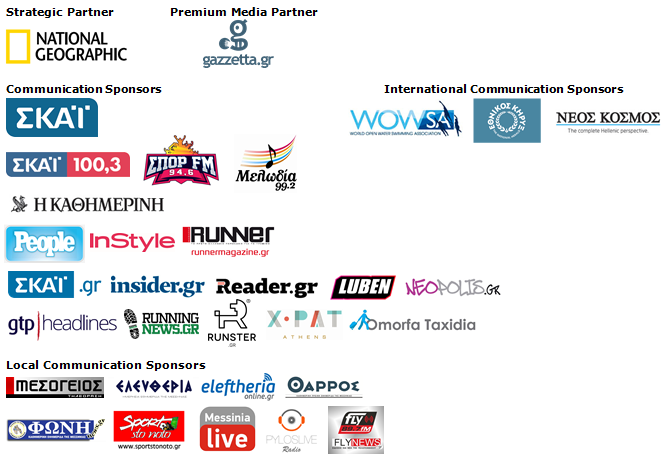 Strategic Partner
Premium Media Partner
NATIONAL
GEOGRAPHIC
gazzetta.gr
Communication Sponsors
International Communication Sponsors
ΣΚΑΪ
WOWSA
WORLD OPEN WATER SWIMMING ASSOCIATION
ΕΘΝΙΚΟΣ ΚΗΡΥΞ
ΝΕΟΣ ΚΟΣΜΟΣ
The complete Hellenic perspective.
ΣΚΑΪ 100,3
ΣΠΟΡ FM
94,6
Μελωδία
99.2
Η ΚΑΘΗΜΕΡΙΝΗ
People
InStyle
RUNNER
runnermagazine.gr
ΣΚΑΪ.gr
insider.gr
Reader.gr
LUBEN
NEOPOLIS.GR
gtp headlines
RUNNING
NEWS.GR
RUNSTER
.GR
X·PAT
ATHENS
Omorfa Taxidia
Local Communication Sponsors
ΜΕΣΟΓΕΙΟΣ
ΕΛΕΥΘΕΡΙΑ
eleftheria
online.gr
ΘΑΡΡΟΣ
ΦΩΝΗ
Sport
sto noto
www.sportstonoto.gr
Messinia
live
PYLOSLIVE
Radio
FLY
FM
FLYNEWS